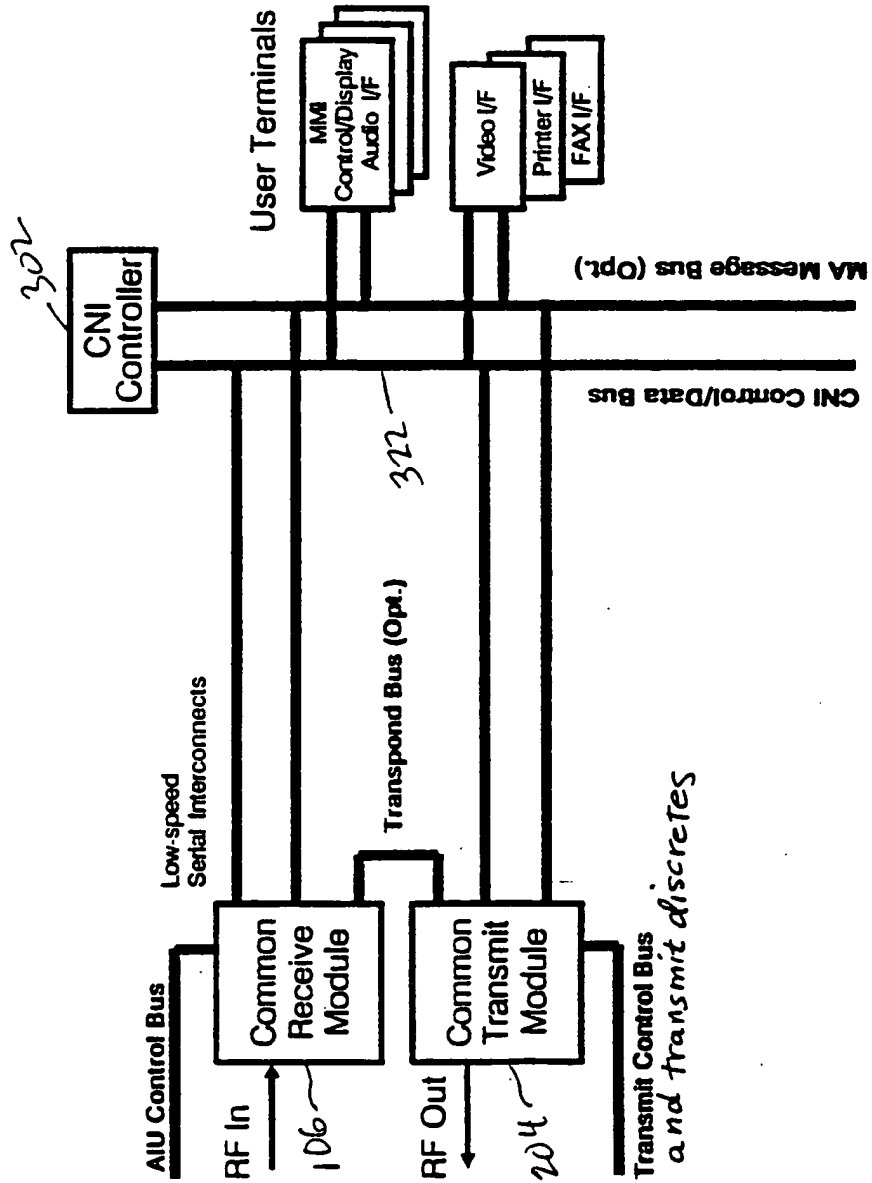 302
CNI
Controller
User Terminals
MMI
Control/Display
Audio I/F
Video I/F
Printer I/F
FAX I/F
MA Message Bus (Opt.)
CNI Control/Data Bus
322
Low-speed
Serial Interconnects
Transpond Bus (Opt.)
AIU Control Bus
RF In
Common
Receive
Module
106
RF Out
Common
Transmit
Module
204
Transmit Control Bus
and transmit discretes